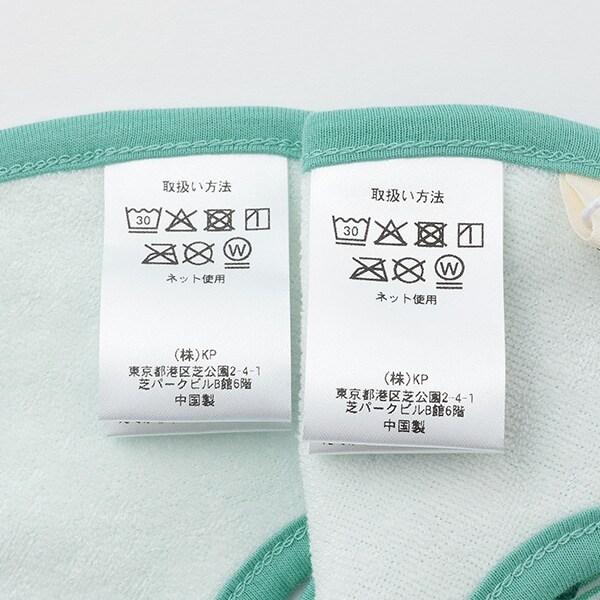 取扱い方法
30
W
ネット使用
(株)KP
東京都港区芝公園2-4-1
芝パークビルB館6階
中国製
取扱い方法
30
W
ネット使用
(株)KP
東京都港区芝公園2-4-1
芝パークビルB館6階
中国製